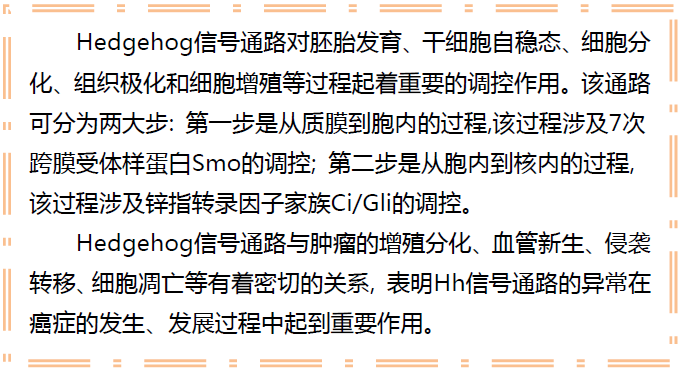 Hedgehog信号通路对胚胎发育、干细胞自稳态、细胞分
化、组织极化和细胞增殖等过程起着重要的调控作用。该通路
可分为两大步: 第一步是从质膜到胞内的过程,该过程涉及7次
跨膜受体样蛋白Smo的调控; 第二步是从胞内到核内的过程,
该过程涉及锌指转录因子家族Ci/Gli的调控。
Hedgehog信号通路与肿瘤的增殖分化、血管新生、侵袭
转移、细胞凋亡等有着密切的关系, 表明Hh信号通路的异常在
癌症的发生、发展过程中起到重要作用。